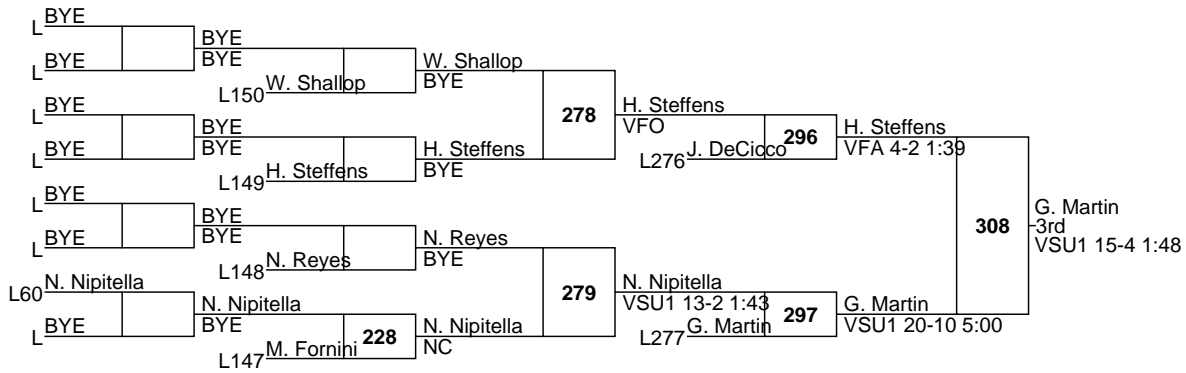 BYE
L
BYE
BYE
BYE
L
W. Shallop
W. Shallop
BYE
L150
BYE
L
278
H. Steffens
VFO
BYE
BYE
296
H. Steffens
VFA 4-2 1:39
BYE
L
H. Steffens
BYE
J. DeCicco
L276
H. Steffens
L149
BYE
L
BYE
BYE
308
G. Martin
3rd
VSU1 15-4 1:48
BYE
L
N. Reyes
BYE
N. Reyes
L148
N. Nipitella
L60
279
N. Nipitella
VSU1 13-2 1:43
N. Nipitella
BYE
297
G. Martin
VSU1 20-10 5:00
BYE
L
228
N. Nipitella
NC
G. Martin
L277
M. Fornini
L147